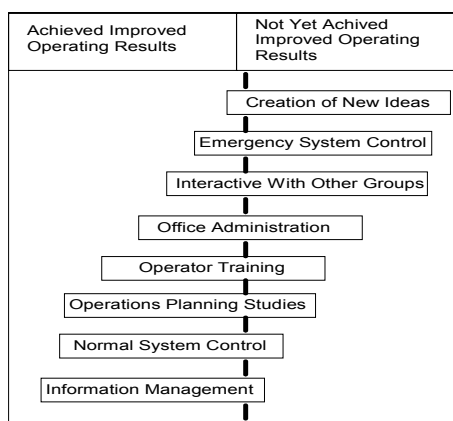 Achieved Improved
Operating Results
Not Yet Achived
Improved Operating
Results
Creation of New Ideas
Emergency System Control
Interactive With Other Groups
Office Administration
Operator Training
Operations Planning Studies
Normal System Control
Information Management